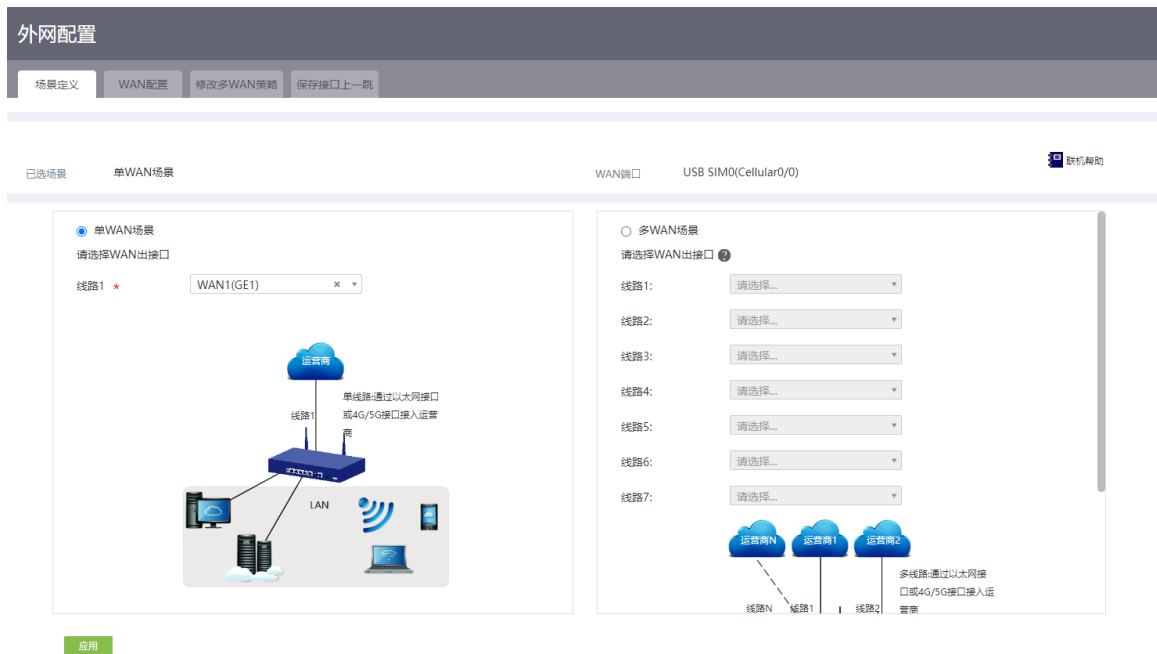 外网配置
场景定义
WAN配置
修改多WAN策略
保存接口上一跳
联机帮助
已选场景
单WAN场景
WAN端口
USB SIM0(Cellular0/0)
单WAN场景
请选择WAN出接口
线路1 *
WAN1(GE1)
运营商
线路1
单线路:通过以太网接口
或4G/5G接口接入运营
商
LAN
多WAN场景
请选择WAN出接口 ?
线路1:
请选择...
线路2:
请选择...
线路3:
请选择...
线路4:
请选择...
线路5:
请选择...
线路6:
请选择...
线路7:
请选择...
运营商N
运营商1
运营商2
多线路:通过以太网接
口或4G/5G接口接入运
营商
线路N
线路1
线路2
应用